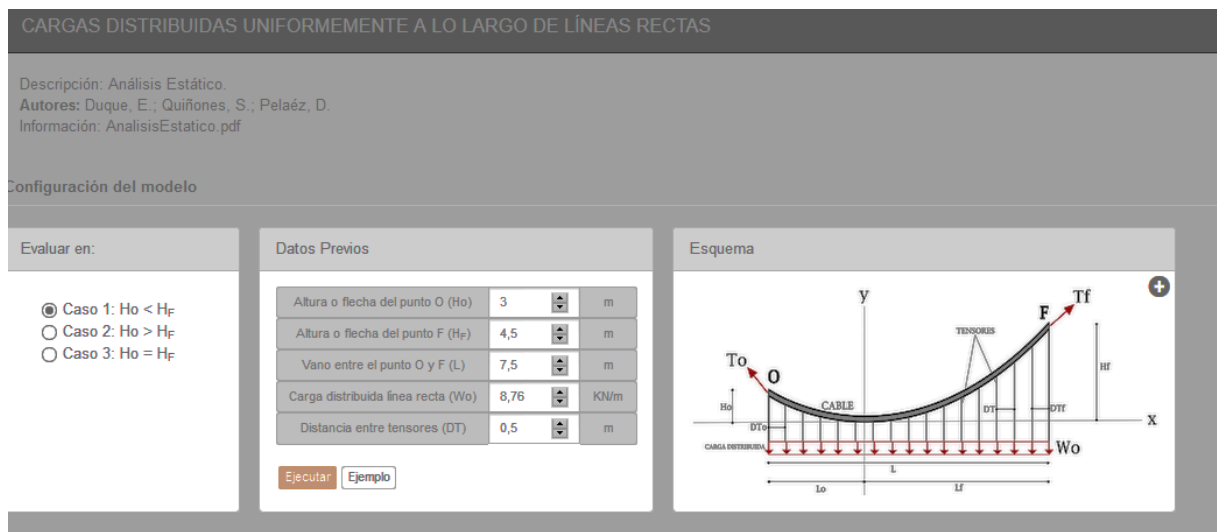 CARGAS DISTRIBUIDAS UNIFORMEMENTE A LO LARGO DE LÍNEAS RECTAS
Descripción: Análisis Estático.
Autores: Duque, E.; Quiñones, S.; Pelaéz, D.
Información: AnalisisEstatico.pdf
Configuración del modelo
Evaluar en:
Caso 1: Ho < HF
Caso 2: Ho > HF
Caso 3: Ho = HF
Datos Previos
Altura o flecha del punto O (Ho) 3 m
Altura o flecha del punto F (HF) 4,5 m
Vano entre el punto O y F (L) 7,5 m
Carga distribuida línea recta (Wo) 8,76 KN/m
Distancia entre tensores (DT) 0,5 m
Ejecutar Ejemplo
Esquema
y
Tf
F
TENSORES
To
O
Hf
Ho
CABLE
DT
DTf
X
DTo
CARGA DISTRIBUIDA
Wo
L
Lo
Lf